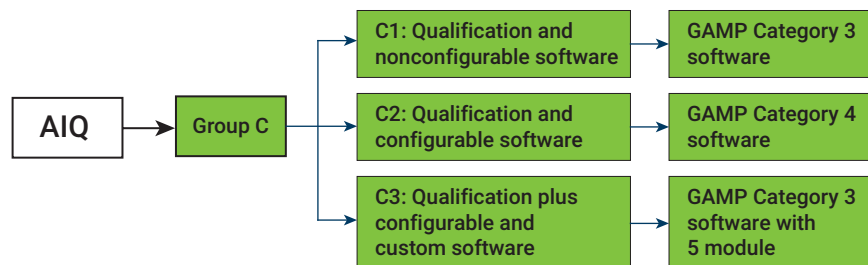 AIQ
Group C
C1: Qualification and
nonconfigurable software
GAMP Category 3
software
C2: Qualification and
configurable software
GAMP Category 4
software
C3: Qualification plus
configurable and
custom software
GAMP Category 3
software with
5 module